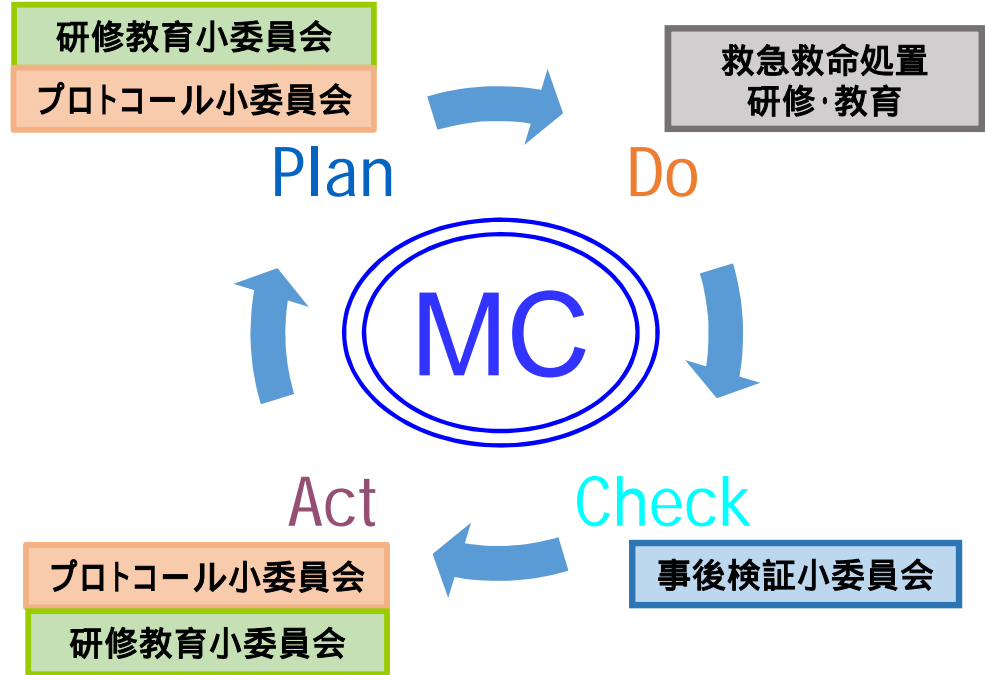 研修教育小委員会
プロトコール小委員会
救急救命処置
研修・教育
Plan
Do
MC
Act
Check
プロトコール小委員会
研修教育小委員会
事後検証小委員会